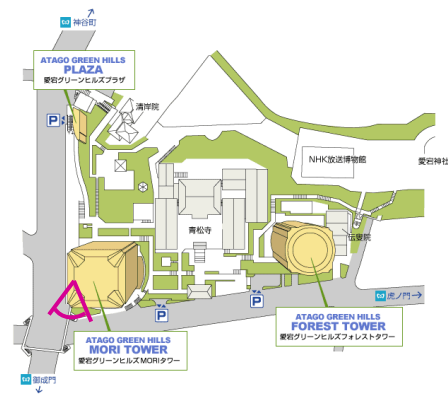 神谷町
ATAGO GREEN HILLS
PLAZA
愛宕グリーンヒルズプラザ
清岸院
P
NHK放送博物館
愛宕神社
青松寺
伝叟院
虎ノ門
P
P
ATAGO GREEN HILLS
FOREST TOWER
愛宕グリーンヒルズフォレストタワー
ATAGO GREEN HILLS
MORI TOWER
愛宕グリーンヒルズMORIタワー
御成門